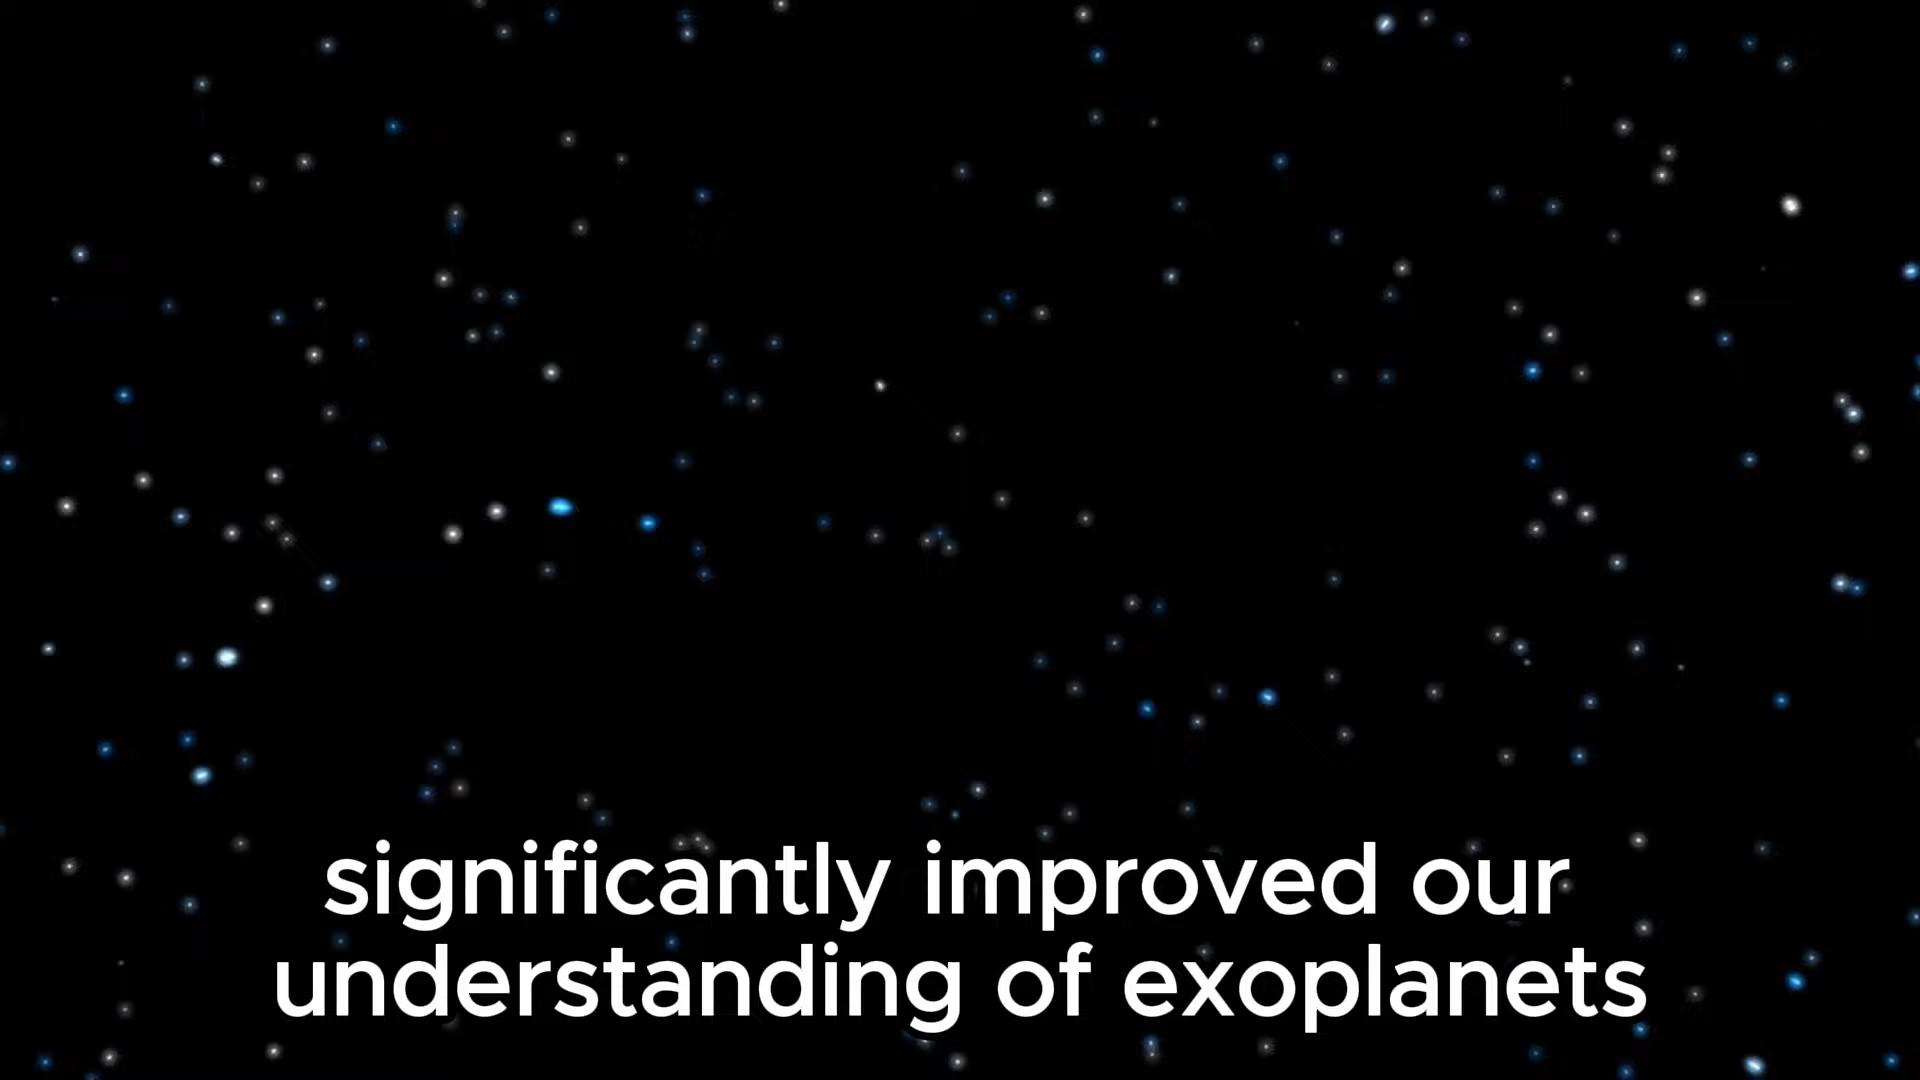 significantly improved our
understanding of exoplanets